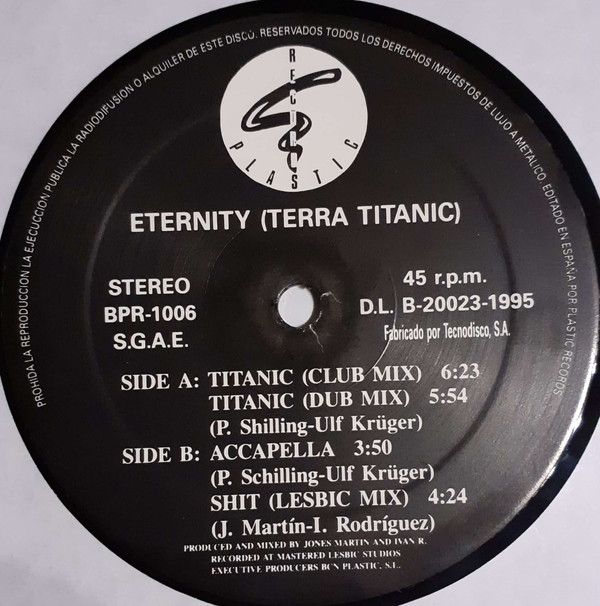 PROHIDA LA REPRODUCCION LA EJECUCCION PUBLICA LA RADIODIFUSION O ALQUILER DE ESTE DISCO. RESERVADOS TODOS LOS DERECHOS IMPUESTOS DE LUJO A METALICO. EDITADO EN ESPAÑA POR PLASTIC RECORDS
RECORDS
PLASTIC
ETERNITY (TERRA TITANIC)
STEREO
BPR-1006
S.G.A.E.
45 r.p.m.
D.L. B-20023-1995
Fabricado por Tecnodisco, S.A.
SIDE A: TITANIC (CLUB MIX) 6:23
TITANIC (DUB MIX) 5:54
(P. Shilling-Ulf Krüger)
SIDE B: ACCAPELLA 3:50
(P. Schilling-Ulf Krüger)
SHIT (LESBIC MIX) 4:24
(J. Martín-I. Rodríguez)
PRODUCED AND MIXED BY JONES MARTIN AND IVAN R.
RECORDED AT MASTERED LESBIC STUDIOS
EXECUTIVE PRODUCERS BCN PLASTIC, S.L.